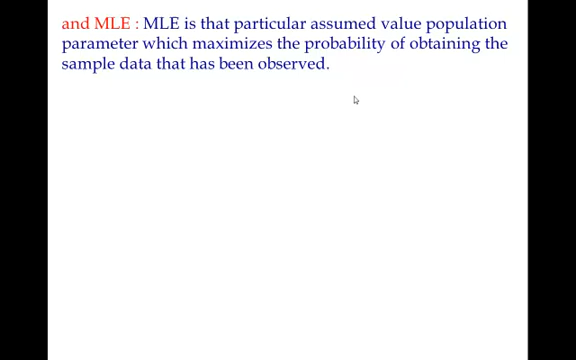 and MLE : MLE is that particular assumed value population
parameter which maximizes the probability of obtaining the
sample data that has been observed.